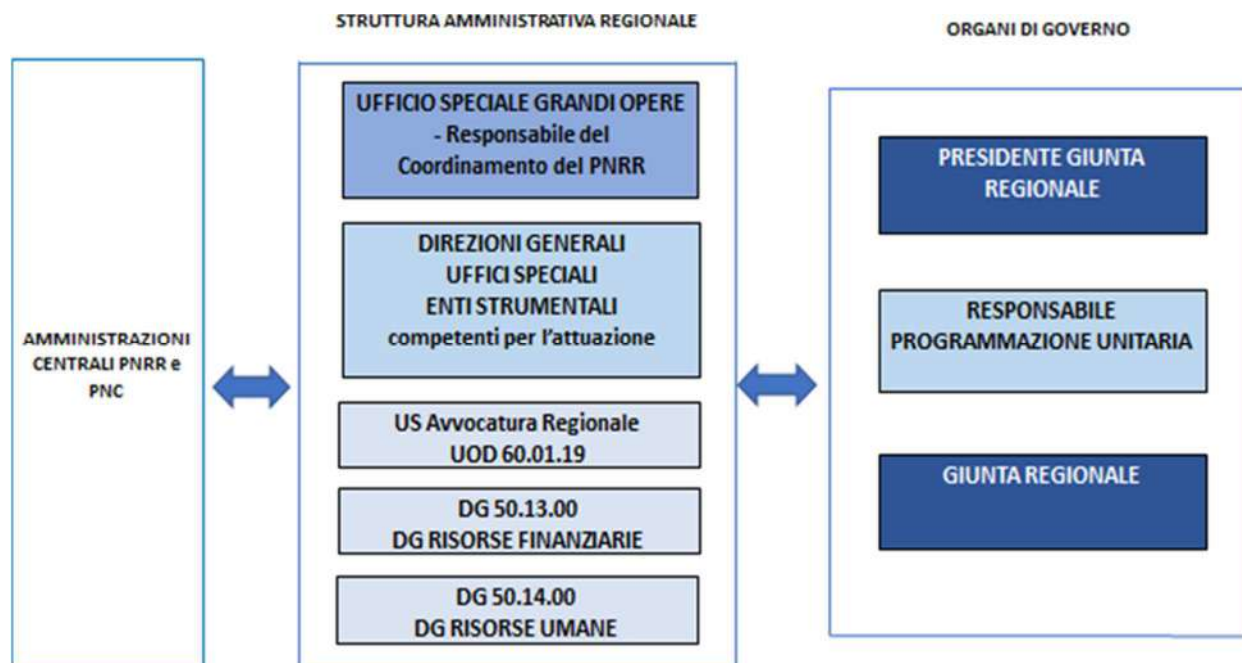 STRUTTURA AMMINISTRATIVA REGIONALE
ORGANI DI GOVERNO
AMMINISTRAZIONI
CENTRALI PNRR e
PNC
UFFICIO SPECIALE GRANDI OPERE
- Responsabile del
Coordinamento del PNRR
DIREZIONI GENERALI
UFFICI SPECIALI
ENTI STRUMENTALI
competenti per l'attuazione
US Avvocatura Regionale
UOD 60.01.19
DG 50.13.00
DG RISORSE FINANZIARIE
DG 50.14.00
DG RISORSE UMANE
PRESIDENTE GIUNTA
REGIONALE
RESPONSABILE
PROGRAMMAZIONE UNITARIA
GIUNTA REGIONALE